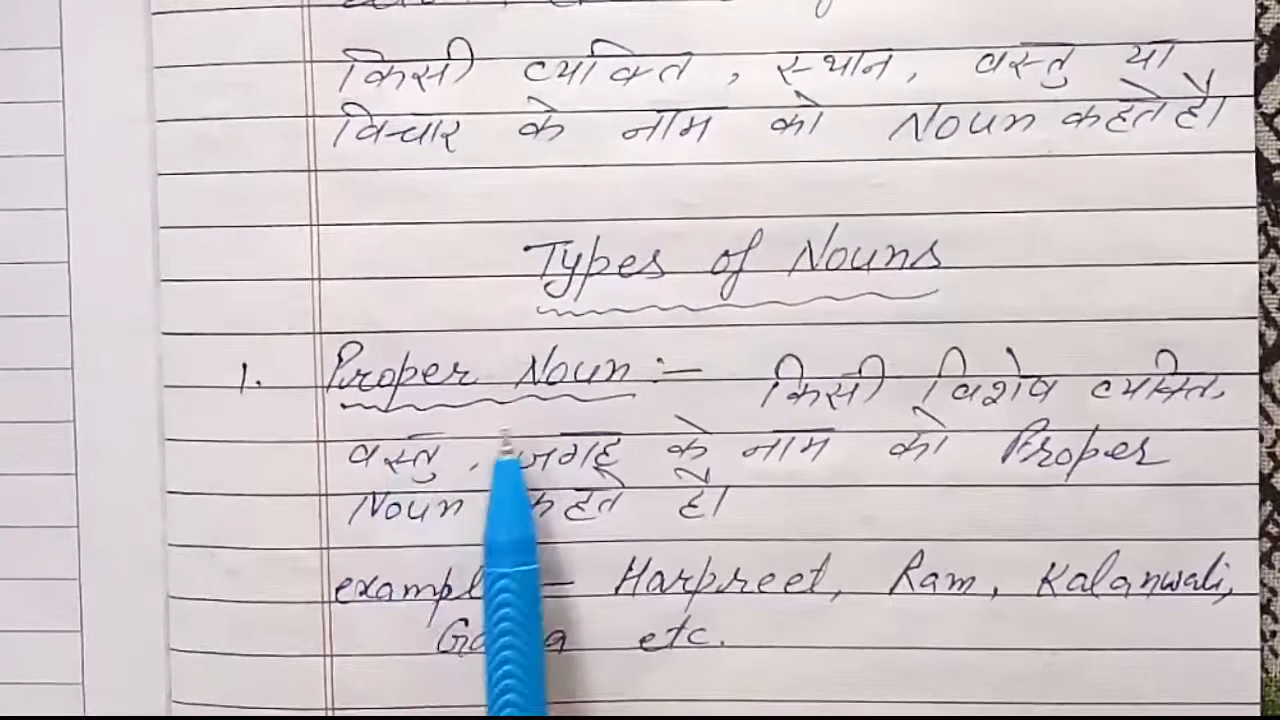 किसी व्यक्ति, स्थान, वस्तु या
विचार के नाम को Noun कहते है।
Types of Nouns
1. Proper Noun :- किसी विशेष व्यक्ति,
वस्तु, जगह के नाम को Proper
Noun कहते है।
- Harpreet, Ram, Kalanwali,
etc.